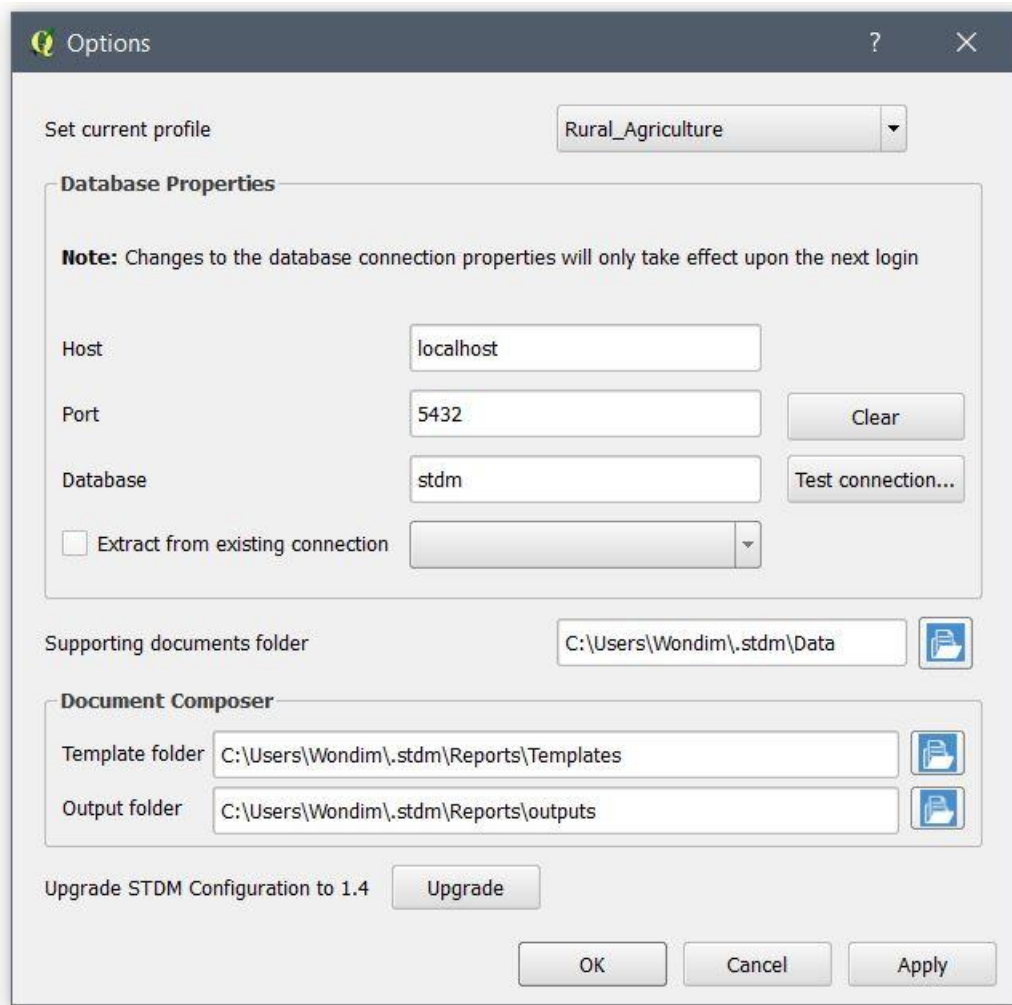 Options
Set current profile Rural_Agriculture
Database Properties
Note: Changes to the database connection properties will only take effect upon the next login
Host localhost
Port 5432 Clear
Database stdm Test connection...
Extract from existing connection
Supporting documents folder C:\Users\Wondim\.stdm\Data
Document Composer
Template folder C:\Users\Wondim\.stdm\Reports\Templates
Output folder C:\Users\Wondim\.stdm\Reports\outputs
Upgrade STDM Configuration to 1.4 Upgrade
OK Cancel Apply